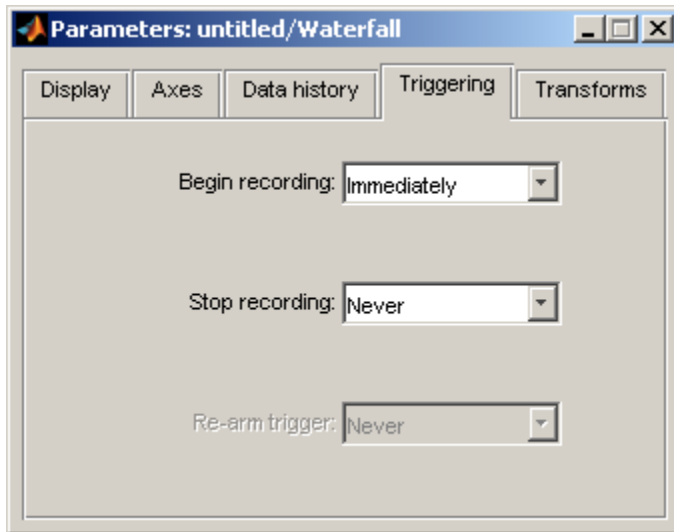 Parameters: untitled/Waterfall
Display Axes Data history Triggering Transforms
Begin recording: Immediately
Stop recording: Never
Re-arm trigger: Never